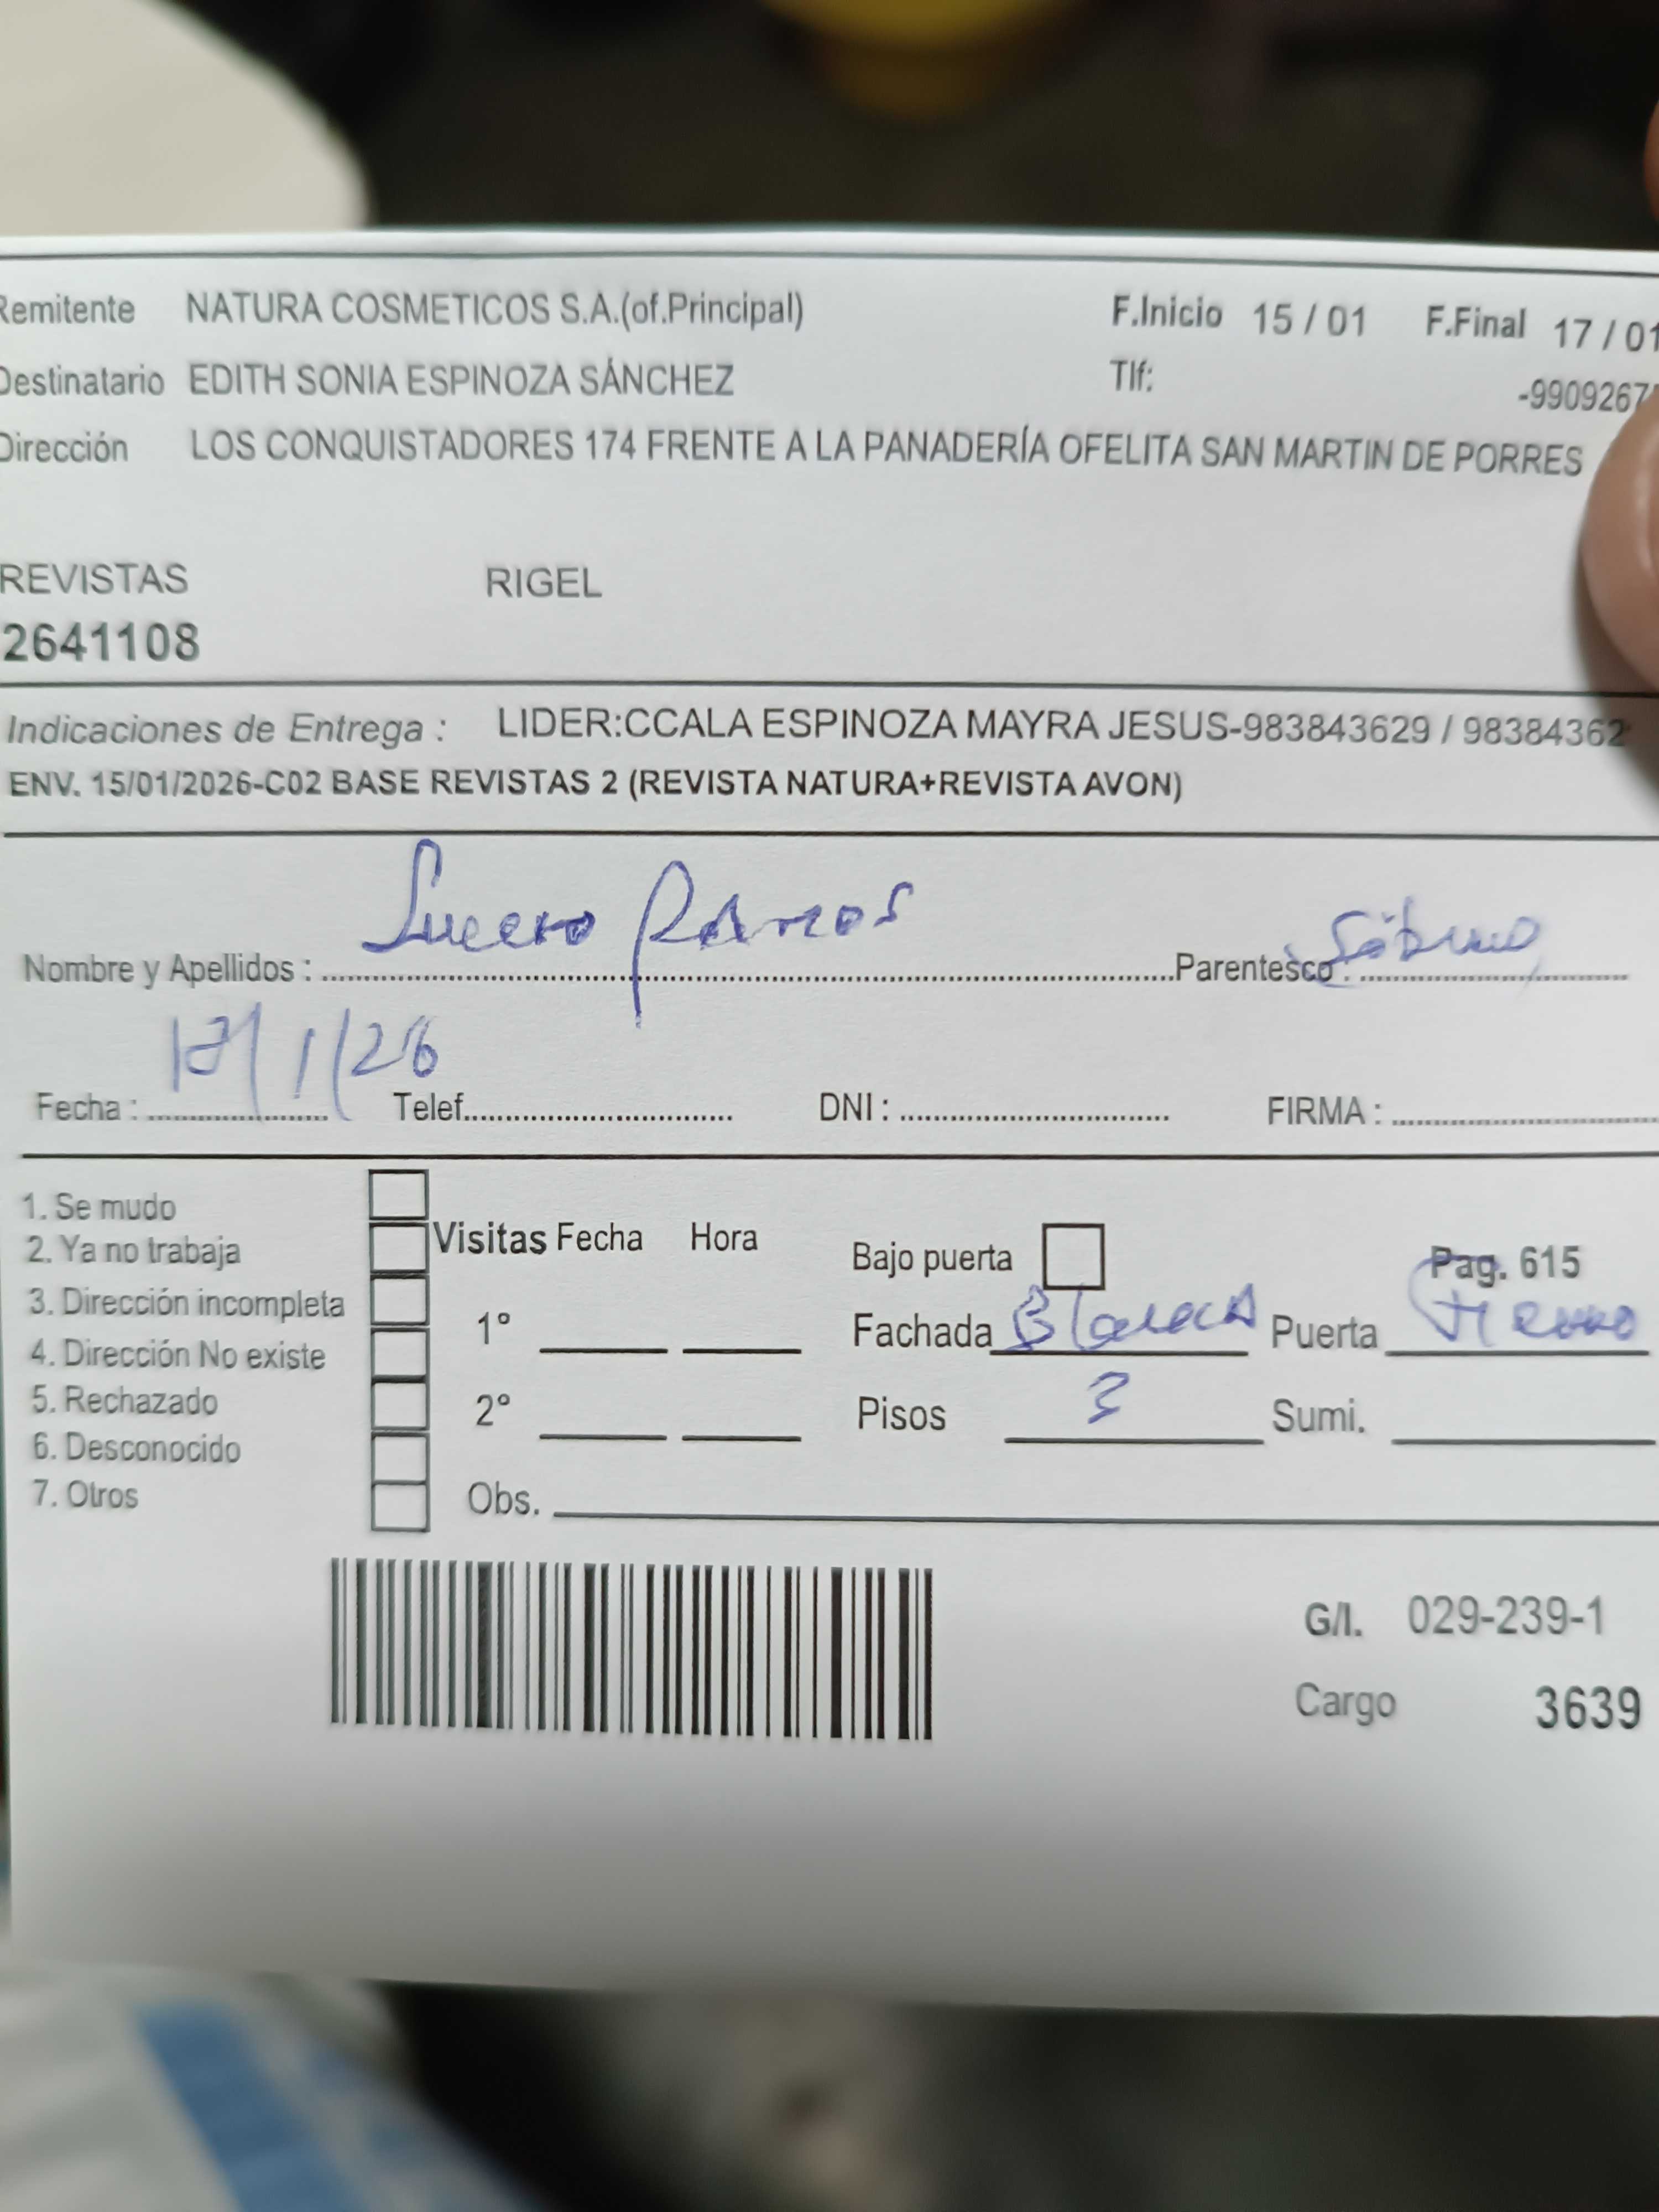 Remitente NATURA COSMETICOS S.A.(of.Principal) F.Inicio 15 / 01 F.Final 17 / 01
Destinatario EDITH SONIA ESPINOZA SÁNCHEZ Tlf: -9909267
Dirección LOS CONQUISTADORES 174 FRENTE A LA PANADERÍA OFELITA SAN MARTIN DE PORRES
REVISTAS RIGEL
2641108
Indicaciones de Entrega : LIDER:CCALA ESPINOZA MAYRA JESUS-983843629 / 98384362
ENV. 15/01/2026-C02 BASE REVISTAS 2 (REVISTA NATURA+REVISTA AVON)
Nombre y Apellidos : Lucero Ramos Parentesco :
Fecha : 17/1/26 Telef. DNI : FIRMA :
1. Se mudo
2. Ya no trabaja Visitas Fecha Hora Bajo puerta Pag. 615
3. Dirección incompleta 1° Fachada Blanca Puerta Fierro
4. Dirección No existe
5. Rechazado 2° Pisos 3 Sumi.
6. Desconocido
7. Otros Obs.
G/I. 029-239-1
Cargo 3639